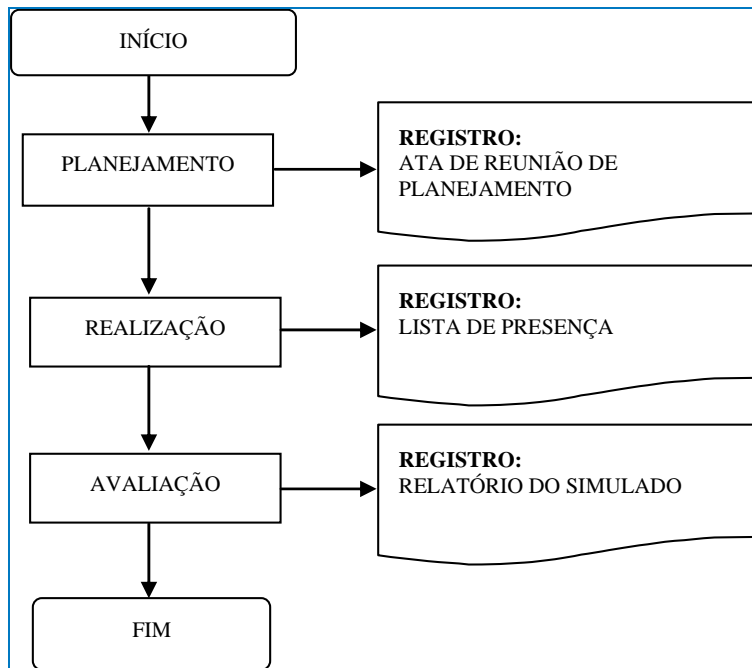 INÍCIO
PLANEJAMENTO
REGISTRO:
ATA DE REUNIÃO DE
PLANEJAMENTO
REALIZAÇÃO
REGISTRO:
LISTA DE PRESENÇA
AVALIAÇÃO
REGISTRO:
RELATÓRIO DO SIMULADO
FIM